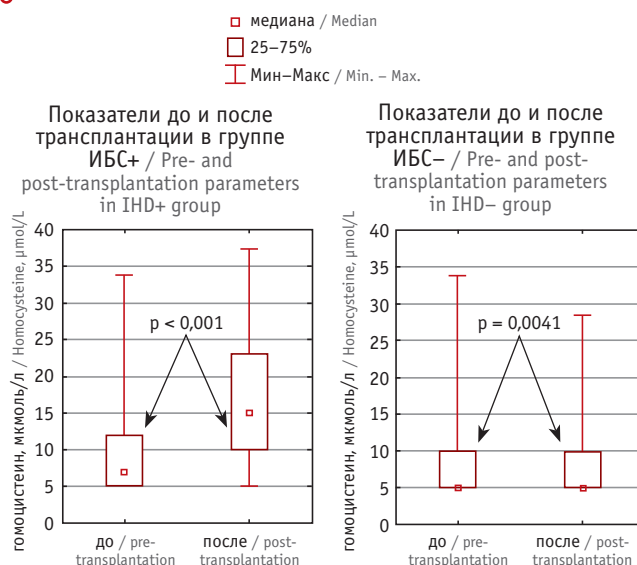 медиана / Median
25–75%
Мин–Макс / Min. – Max.
Показатели до и после
трансплантации в группе
ИБС+ / Pre- and
post-transplantation parameters
in IHD+ group
гомоцистеин, мкмоль/л / Homocysteine, µmol/L
40
35
30
25
20
15
10
5
0
p < 0,001
до / pre-
transplantation
после / post-
transplantation
Показатели до и после
трансплантации в группе
ИБС– / Pre- and post-
transplantation parameters
in IHD– group
гомоцистеин, мкмоль/л / Homocysteine, µmol/L
40
35
30
25
20
15
10
5
0
p = 0,0041
до / pre-
transplantation
после / post-
transplantation